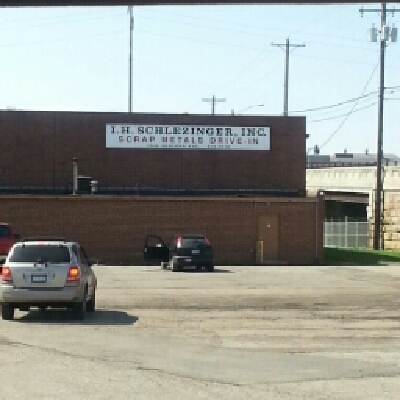 I.H. SCHLEZINGER, INC.
SCRAP METALS DRIVE-IN